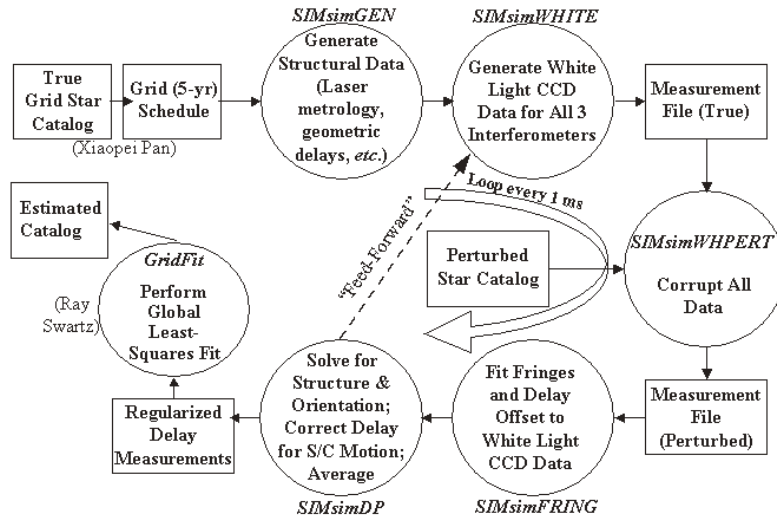 SIMsimGEN
SIMsimWHITE
True
Grid Star
Catalog
Grid (5-yr)
Schedule
(Xiaopei Pan)
Generate
Structural Data
(Laser
metrology,
geometric
delays, etc.)
Generate White
Light CCD
Data for All 3
Interferometers
Measurement
File (True)
Loop every 1 ms
"Feed-Forward"
Estimated
Catalog
GridFit
Perform
Global
Least-
Squares Fit
(Ray
Swartz)
Perturbed
Star Catalog
SIMsimWHPERT
Corrupt All
Data
Regularized
Delay
Measurements
Solve for
Structure &
Orientation;
Correct Delay
for S/C Motion;
Average
SIMsimDP
Fit Fringes
and Delay
Offset to
White Light
CCD Data
SIMsimFRING
Measurement
File
(Perturbed)